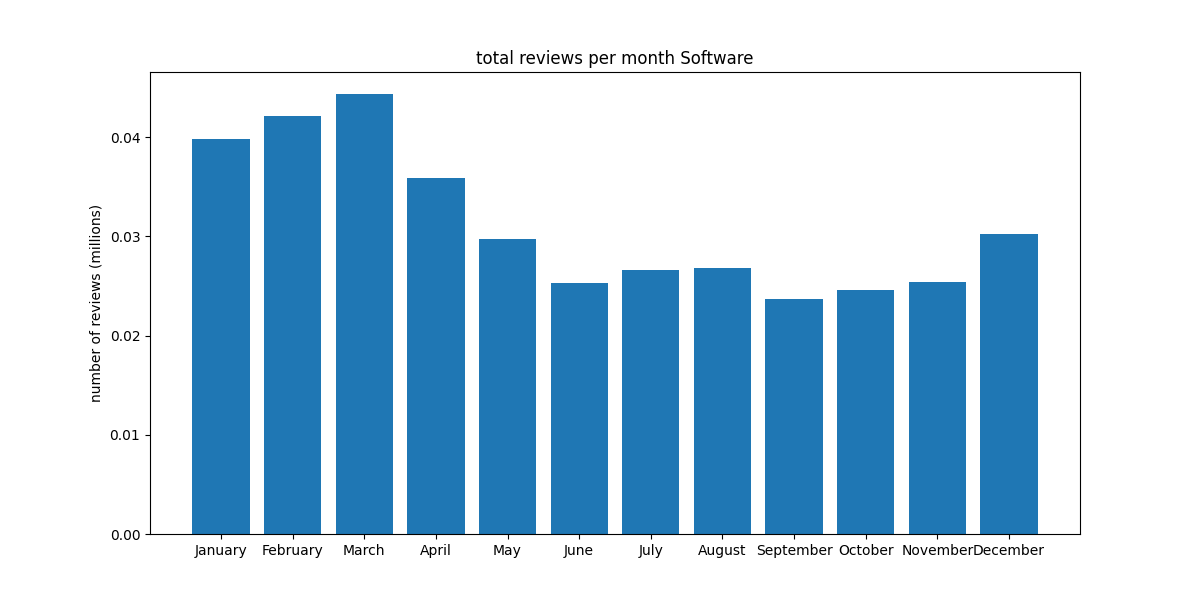 total reviews per month Software
number of reviews (millions)
0.04
0.03
0.02
0.01
0.00
January February March April May June July August September October November December